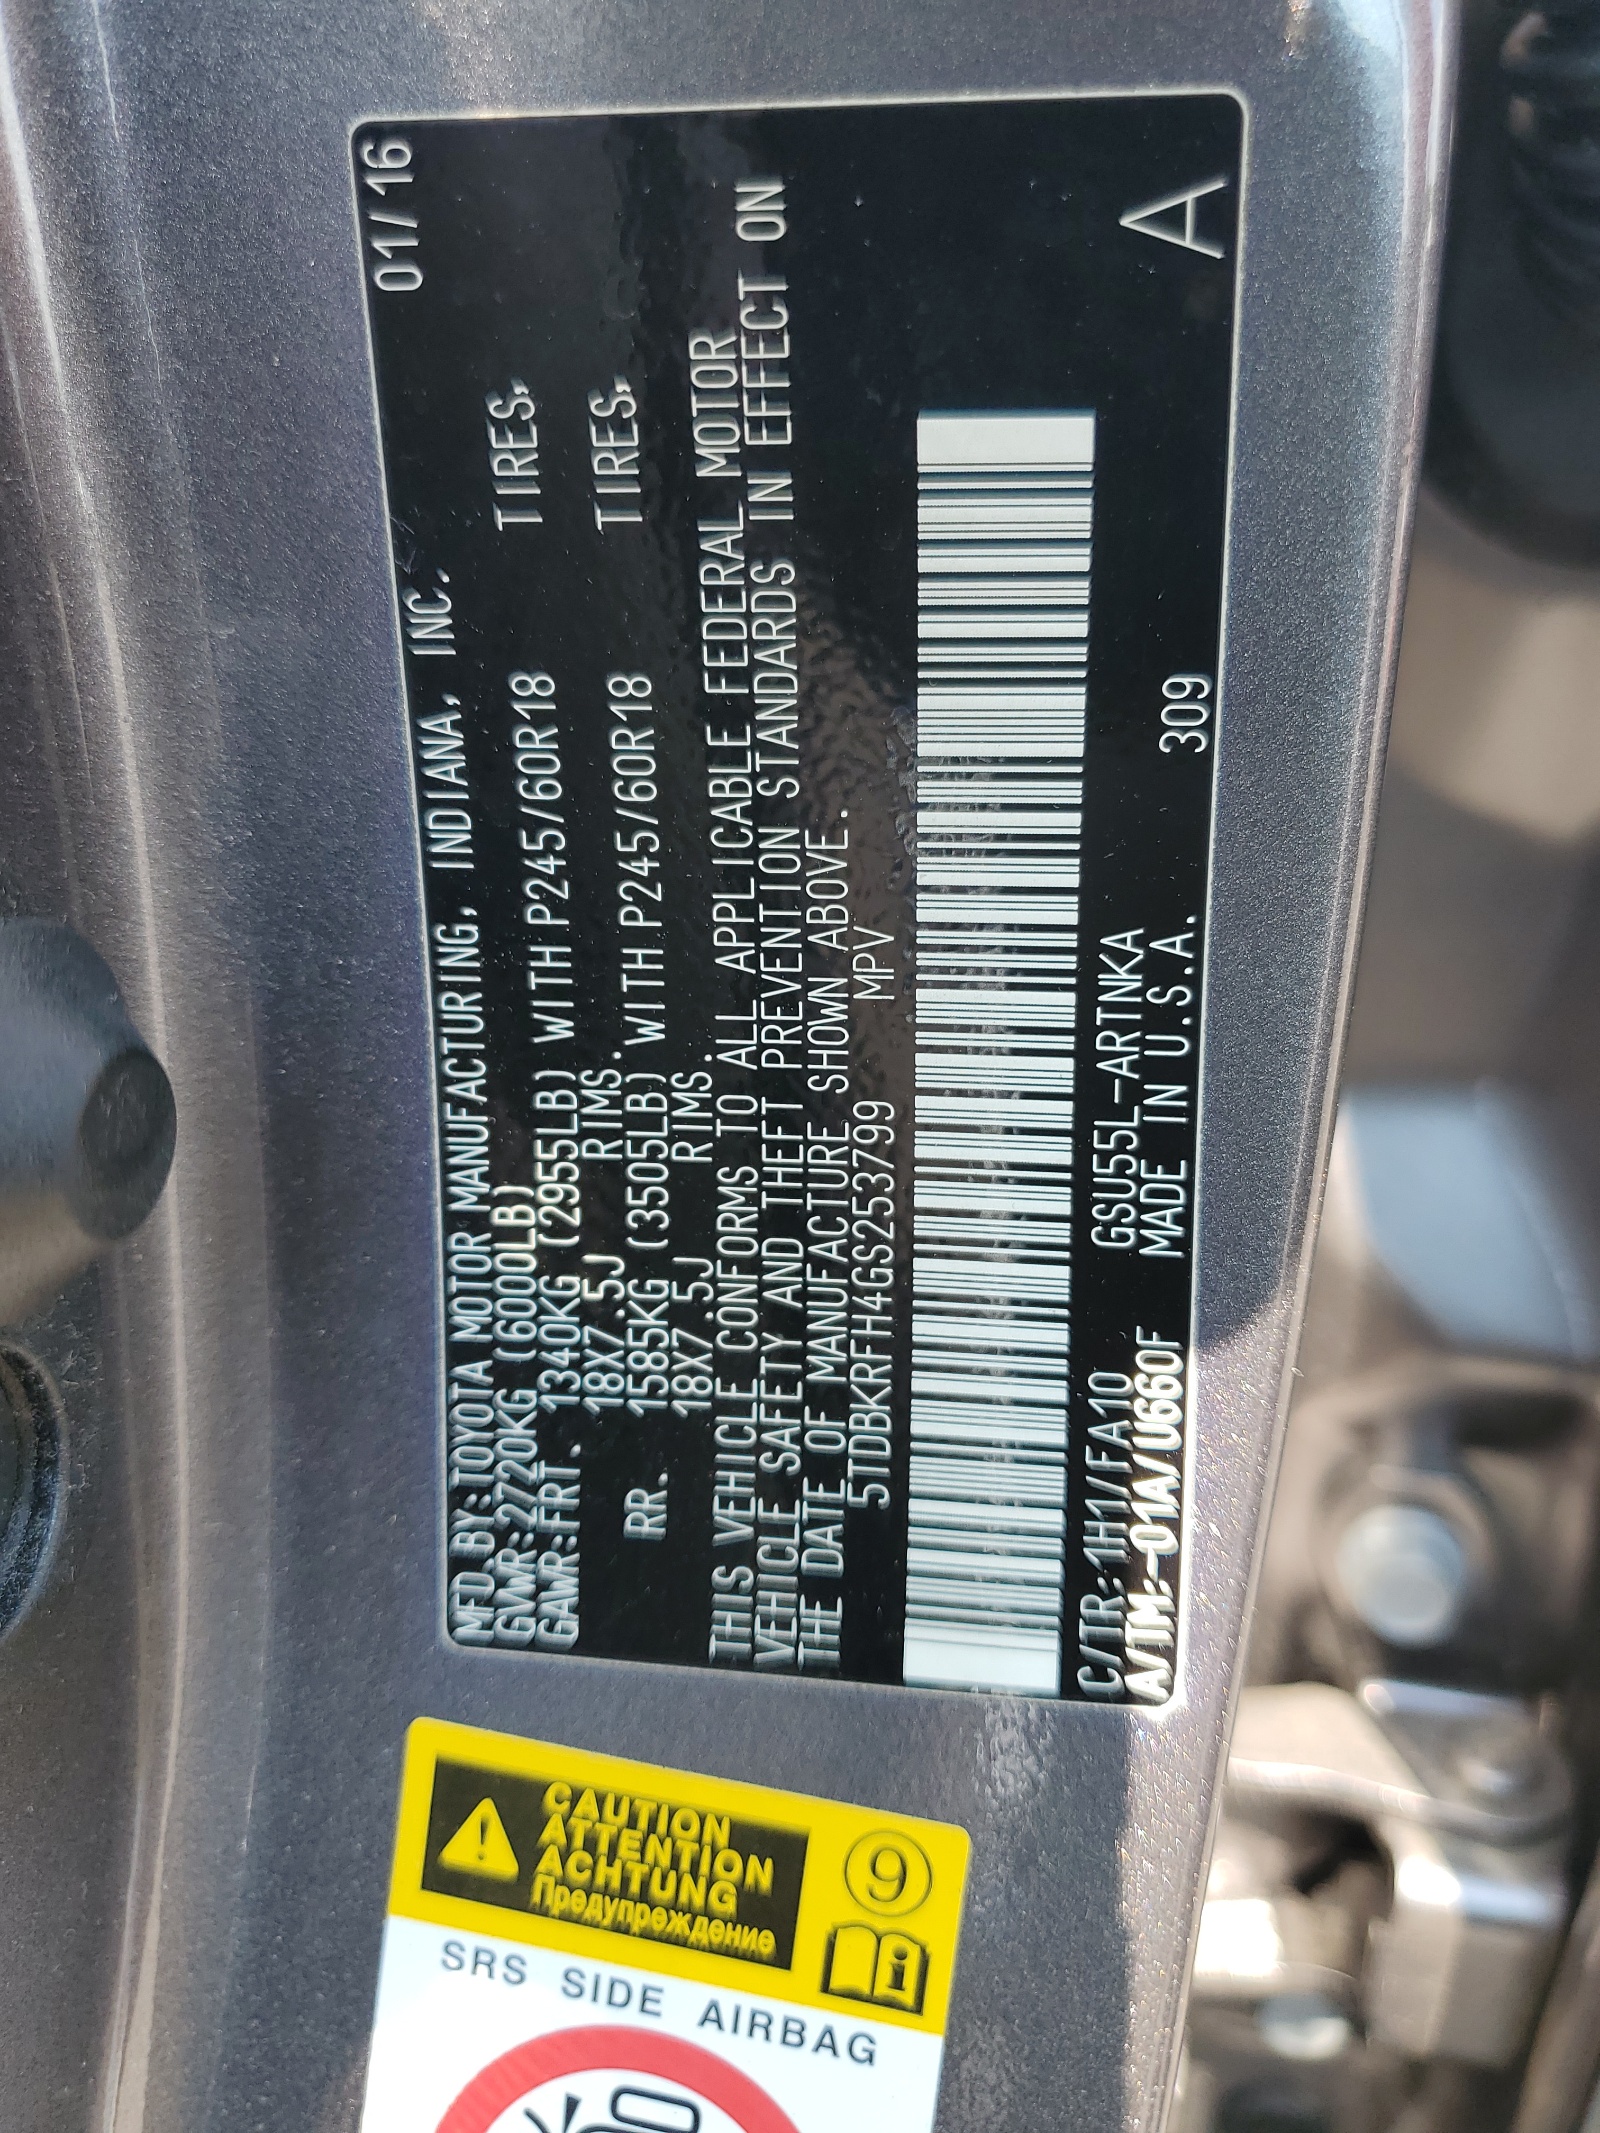 MFD.BY:TOYOTA MOTOR MANUFACTURING, INDIANA, INC. 01/16
GVWR:2720KG (6000LB)
GAWR:FRT. 1340KG (2955LB) WITH P245/60R18 TIRES,
18X7.5J RIMS.
RR. 1585KG (3505LB) WITH P245/60R18 TIRES,
18X7.5J RIMS.
THIS VEHICLE CONFORMS TO ALL APPLICABLE FEDERAL MOTOR
VEHICLE SAFETY AND THEFT PREVENTION STANDARDS IN EFFECT ON
THE DATE OF MANUFACTURE SHOWN ABOVE.
5TDBKRFH4GS253799 MPV
C/TR:1H1/FA10 GSU55L-ARTNKA
A/TM:-01A/U660F MADE IN U.S.A. 309 A
CAUTION
ATTENTION
ACHTUNG
Предупреждение
9
i
SRS SIDE AIRBAG